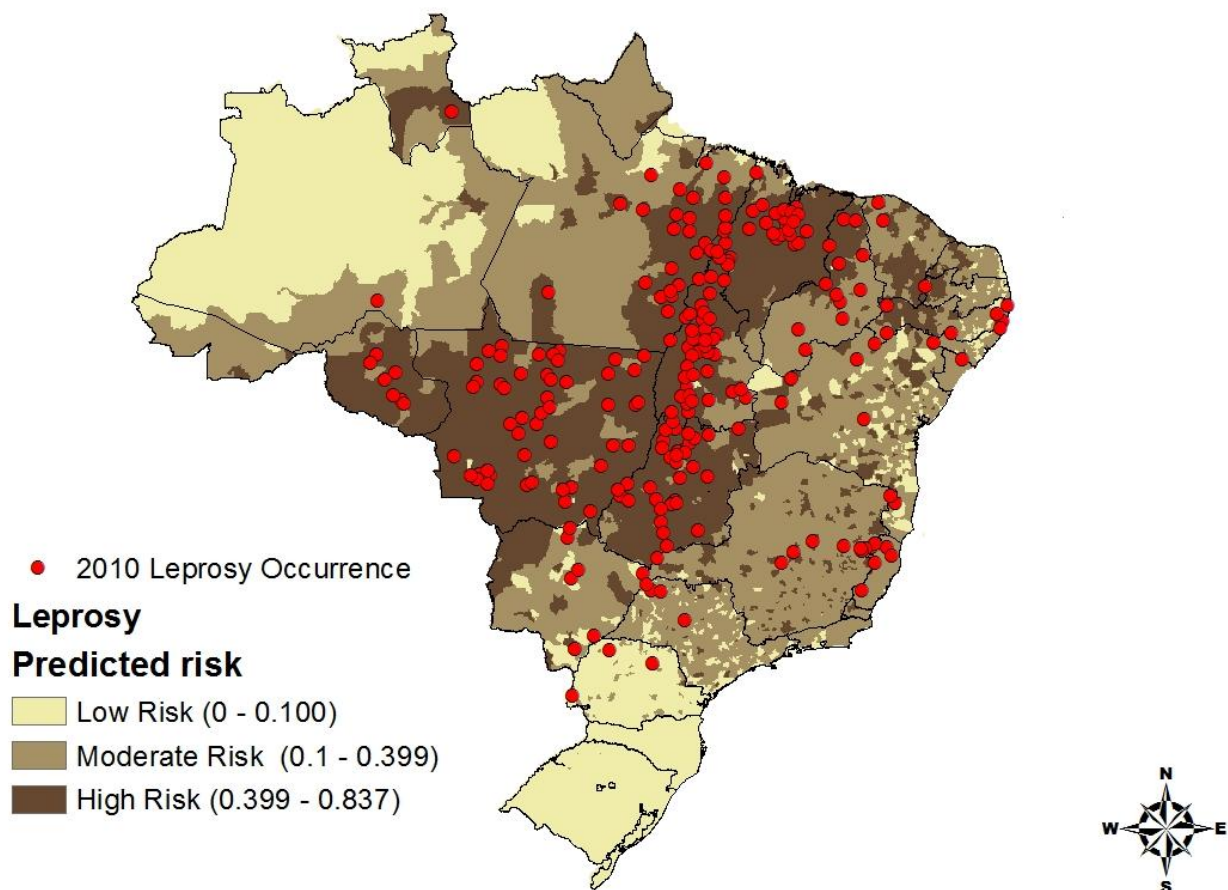 2010 Leprosy Occurrence
Leprosy
Predicted risk
Low Risk (0 - 0.100)
Moderate Risk (0.1 - 0.399)
High Risk (0.399 - 0.837)
N
W E
S